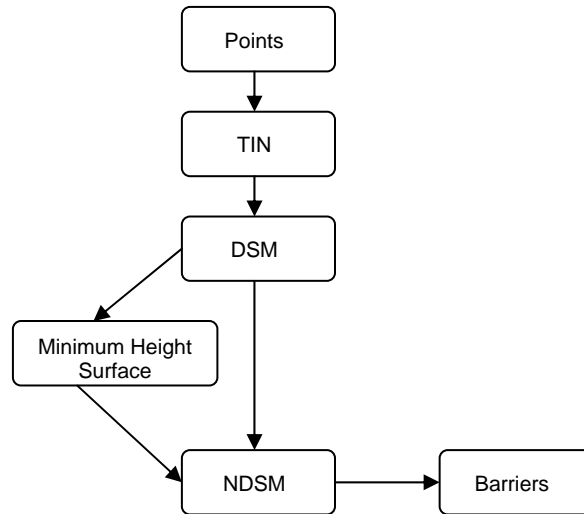 Points
TIN
DSM
Minimum Height
Surface
NDSM
Barriers